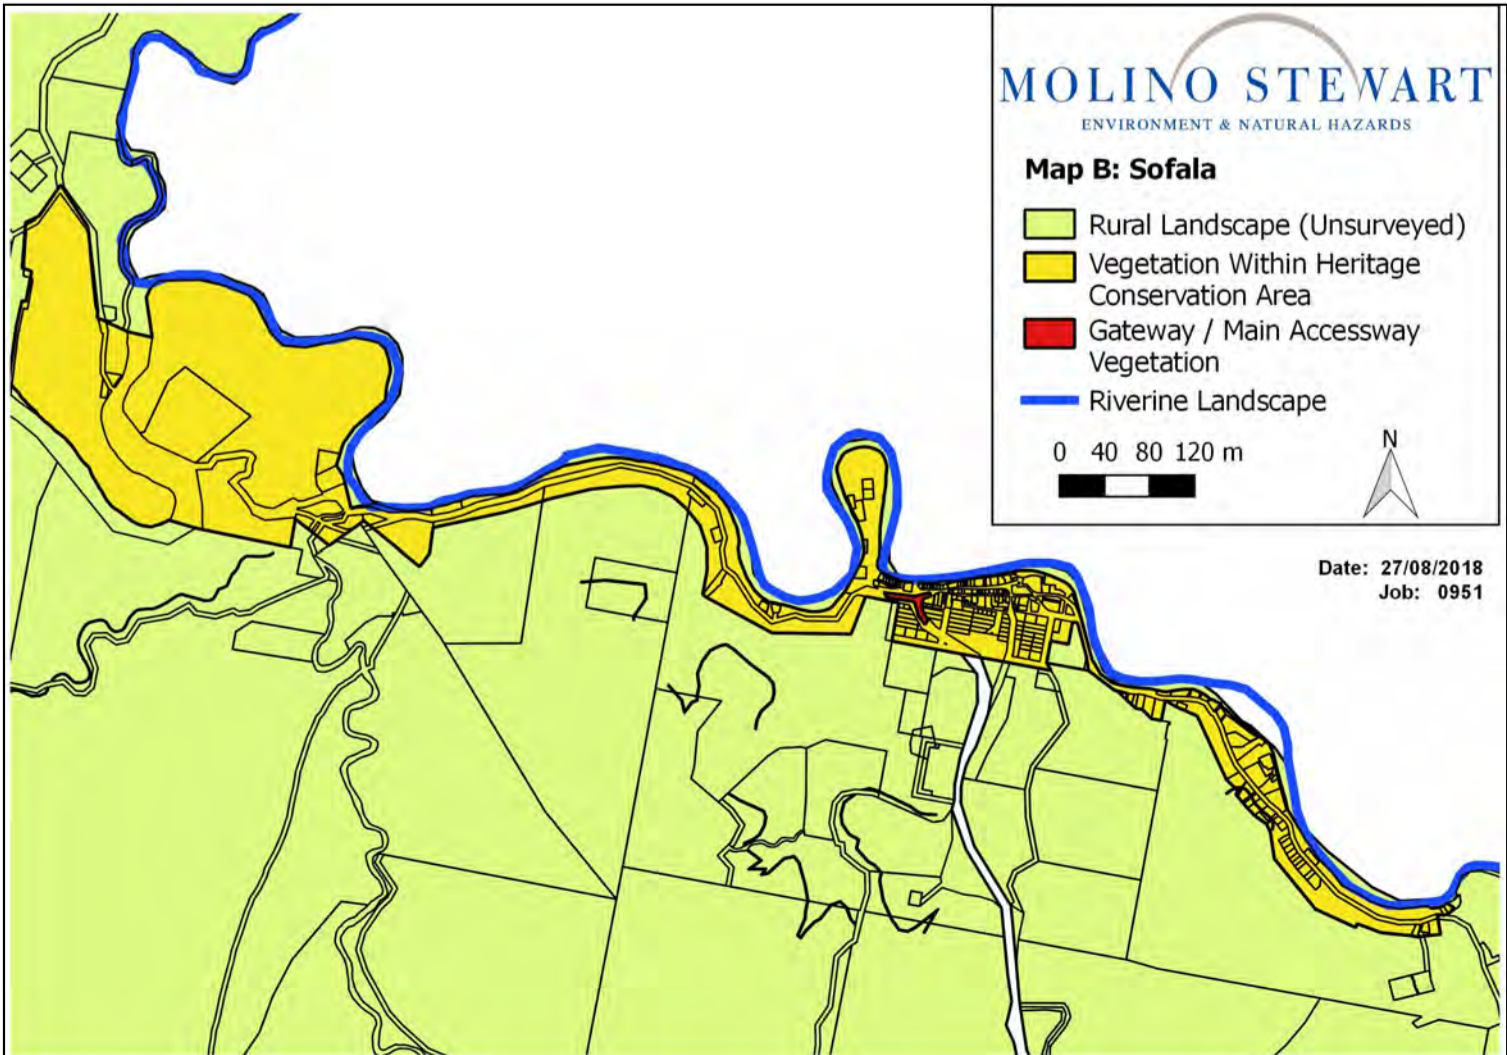 MOLINO STEWART
ENVIRONMENT & NATURAL HAZARDS
Map B: Sofala
Rural Landscape (Unsurveyed)
Vegetation Within Heritage
Conservation Area
Gateway / Main Accessway
Vegetation
Riverine Landscape
0 40 80 120 m
N
Date: 27/08/2018
Job: 0951